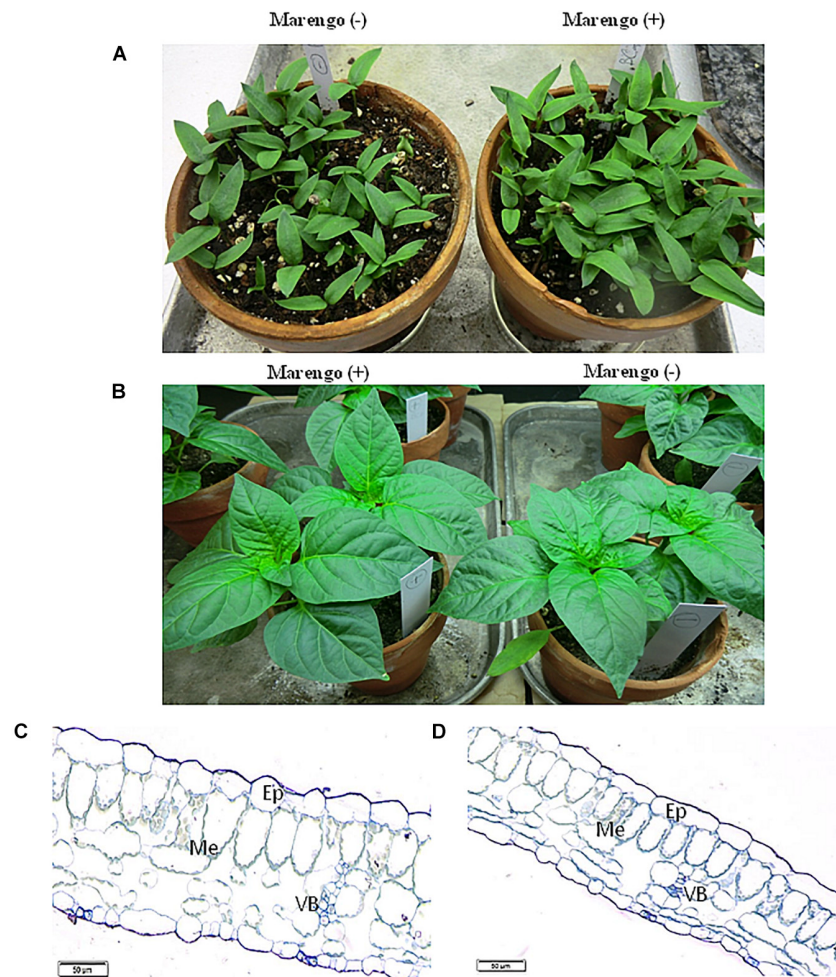 Marengo (-) Marengo (+)
A
Marengo (+) Marengo (-)
B
C D
Ep Ep
Me Me
VB VB
50 µm 50 µm